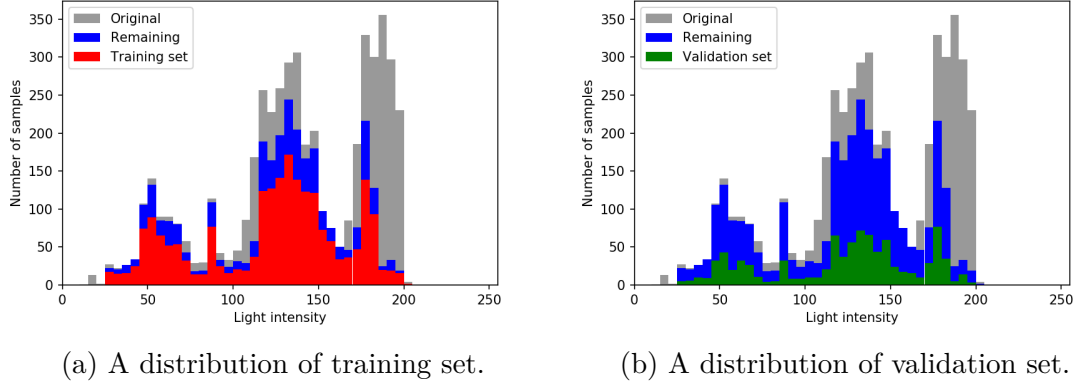 Original
Remaining
Training set
350
300
250
200
150
100
50
0
Number of samples
0 50 100 150 200 250
Light intensity
(a) A distribution of training set.
Original
Remaining
Validation set
350
300
250
200
150
100
50
0
Number of samples
0 50 100 150 200 250
Light intensity
(b) A distribution of validation set.